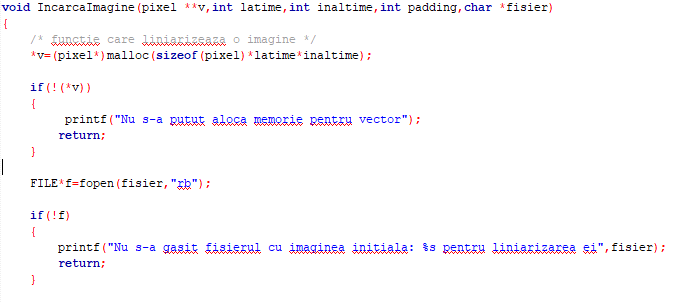 void IncarcaImagine(pixel **v,int latime,int inaltime,int padding,char *fisier)
{
/* functie care liniarizeaza o imagine */
*v=(pixel*)malloc(sizeof(pixel)*latime*inaltime);
if(!(*v))
{
printf("Nu s-a putut aloca memorie pentru vector");
return;
}
FILE*f=fopen(fisier,"rb");
if(!f)
{
printf("Nu s-a gasit fisierul cu imaginea initiala: %s pentru liniarizarea ei",fisier);
return;
}